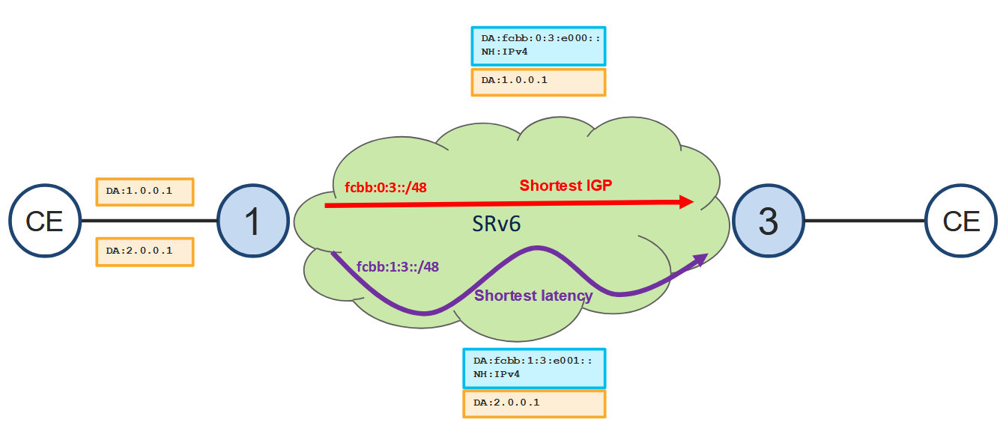 DA:fcbb:0:3:e000::
NH:IPv4
DA:1.0.0.1
fcbb:0:3::/48
Shortest IGP
DA:1.0.0.1
CE
1
SRv6
3
CE
DA:2.0.0.1
fcbb:1:3::/48
Shortest latency
DA:fcbb:1:3:e001::
NH:IPv4
DA:2.0.0.1